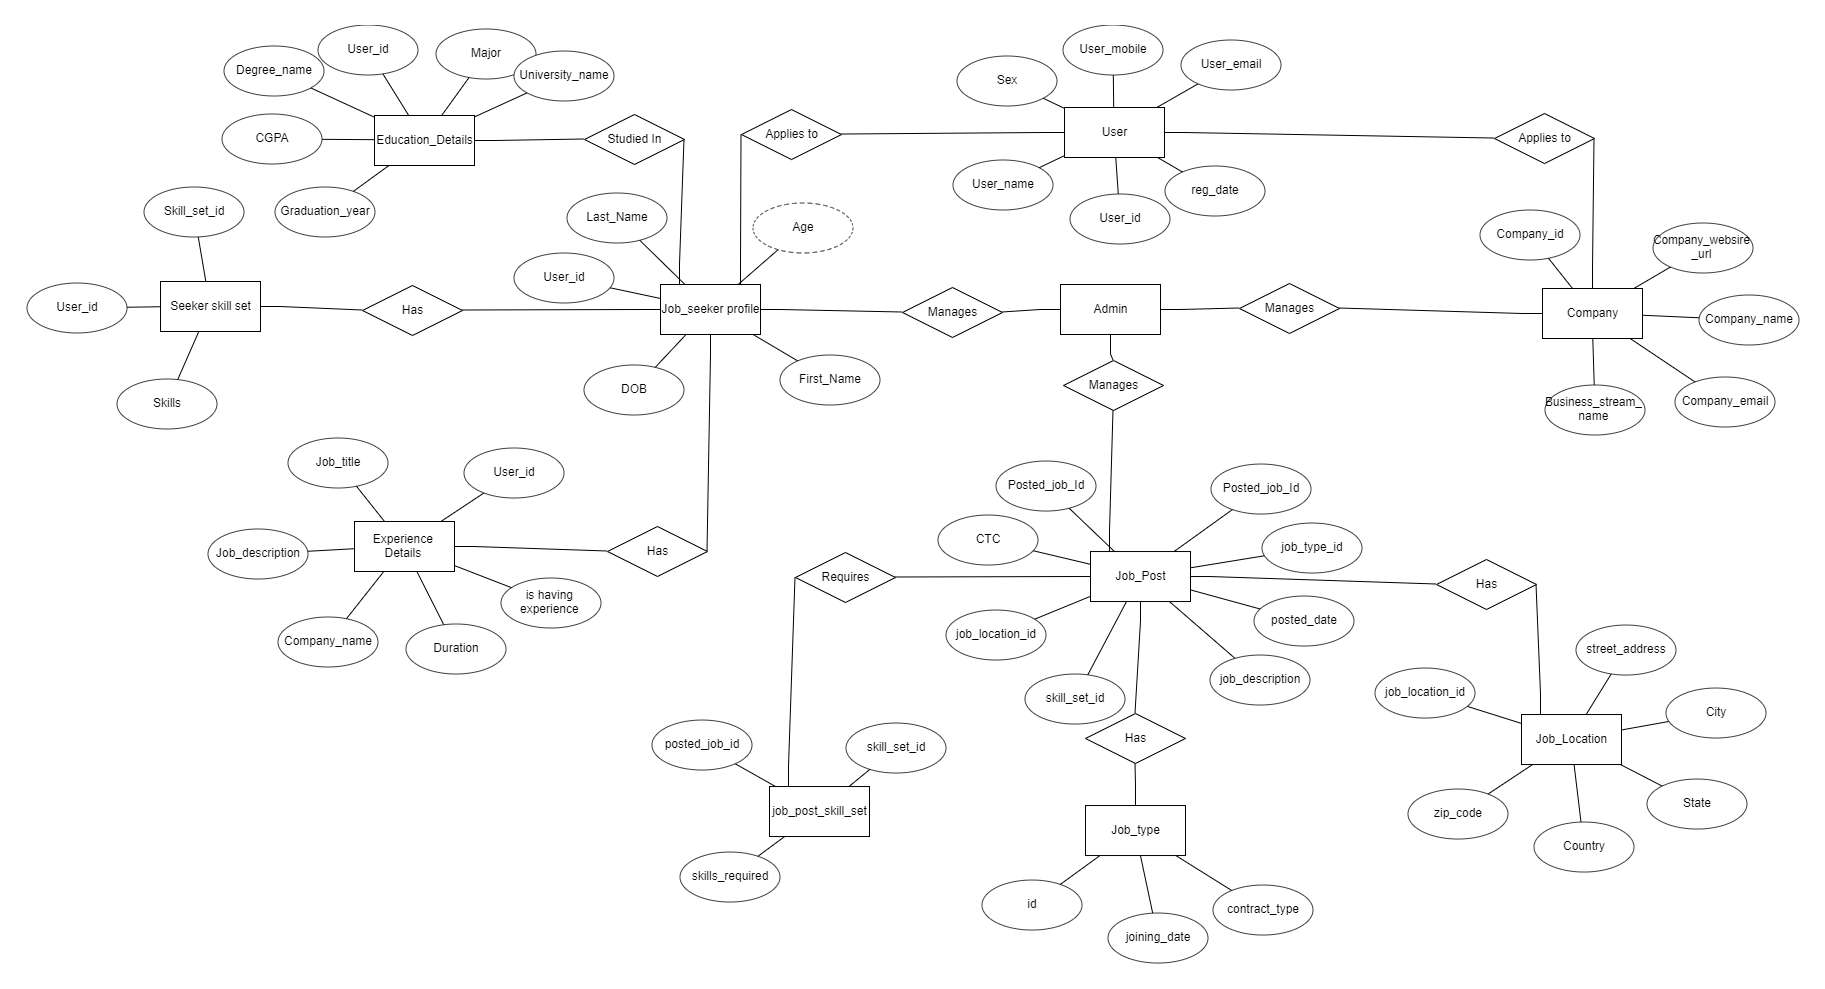 User_id
Major
User_mobile
User_email
Degree_name
University_name
Sex
CGPA
Education_Details
Studied In
Applies to
User
Applies to
User_name
reg_date
Skill_set_id
Graduation_year
Last_Name
Age
User_id
Company_id
Company_websire
_url
User_id
Seeker skill set
Has
User_id
Job_seeker profile
Manages
Admin
Manages
Company
Company_name
Skills
DOB
First_Name
Manages
Business_stream_
name
Company_email
Job_title
User_id
Posted_job_Id
Posted_job_Id
Job_description
Experience
Details
Has
CTC
job_type_id
is having
experience
Requires
Job_Post
Has
Company_name
Duration
job_location_id
posted_date
skill_set_id
job_description
street_address
job_location_id
City
posted_job_id
skill_set_id
Has
Job_Location
job_post_skill_set
zip_code
State
Job_type
Country
skills_required
id
contract_type
joining_date